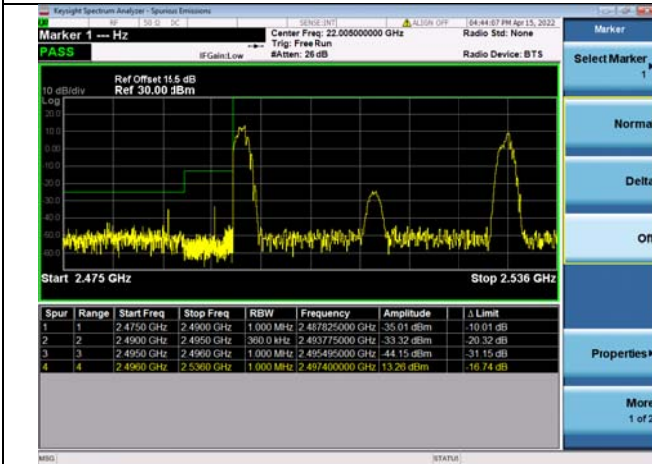 Keysight Spectrum Analyzer - Spurious Emissions
RF 50 Ω DC SENSE:INT ALIGN OFF 04:44:07 PM Apr 15, 2022
Marker 1 --- Hz Center Freq: 22.005000000 GHz Radio Std: None Marker
PASS Trig: Free Run
IFGain:Low #Atten: 26 dB Radio Device: BTS
Select Marker
1
Ref Offset 15.5 dB
10 dB/div Ref 30.00 dBm
Log
20.0
10.0
0.00
-10.0
-20.0
-30.0
-40.0
-50.0
-60.0
Normal
Delta
Off
Start 2.475 GHz Stop 2.536 GHz
Spur Range Start Freq Stop Freq RBW Frequency Amplitude Δ Limit
1 1 2.4750 GHz 2.4900 GHz 1.000 MHz 2.487825000 GHz -35.01 dBm -10.01 dB
2 2 2.4900 GHz 2.4950 GHz 360.0 kHz 2.493775000 GHz -33.32 dBm -20.32 dB
3 3 2.4950 GHz 2.4960 GHz 1.000 MHz 2.495495000 GHz -44.15 dBm -31.15 dB
4 4 2.4960 GHz 2.5360 GHz 1.000 MHz 2.497400000 GHz 13.26 dBm -16.74 dB
Properties
More
1 of 2
MSG STATUS